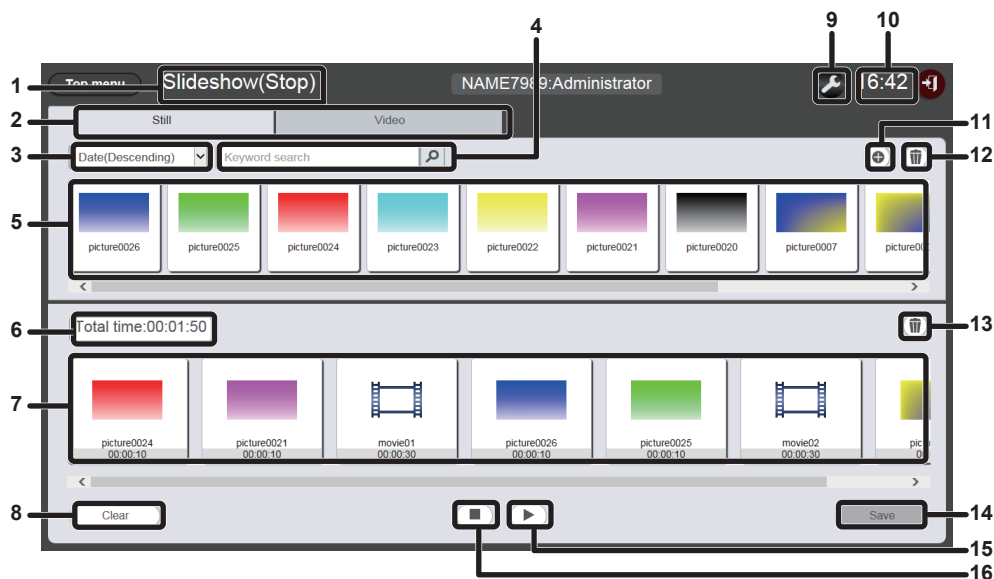 4
9
10
1
Top menu
Slideshow(Stop)
NAME7989:Administrator
16:42
2
Still
Video
11
3
Date(Descending)
Keyword search
12
5
picture0026
picture0025
picture0024
picture0023
picture0022
picture0021
picture0020
picture0007
6
Total time:00:01:50
13
7
picture0024
00:00:10
picture0021
00:00:10
movie01
00:00:30
picture0026
00:00:10
picture0025
00:00:10
movie02
00:00:30
8
Clear
Save
14
15
16